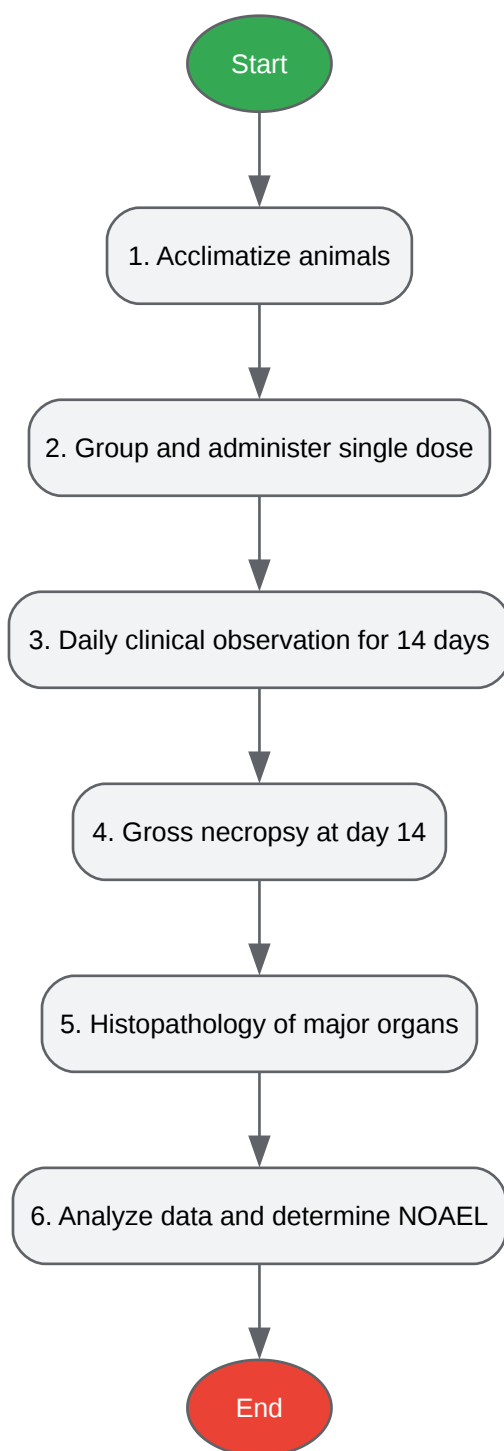 Start
1. Acclimatize animals
2. Group and administer single dose
3. Daily clinical observation for 14 days
4. Gross necropsy at day 14
5. Histopathology of major organs
6. Analyze data and determine NOAEL
End